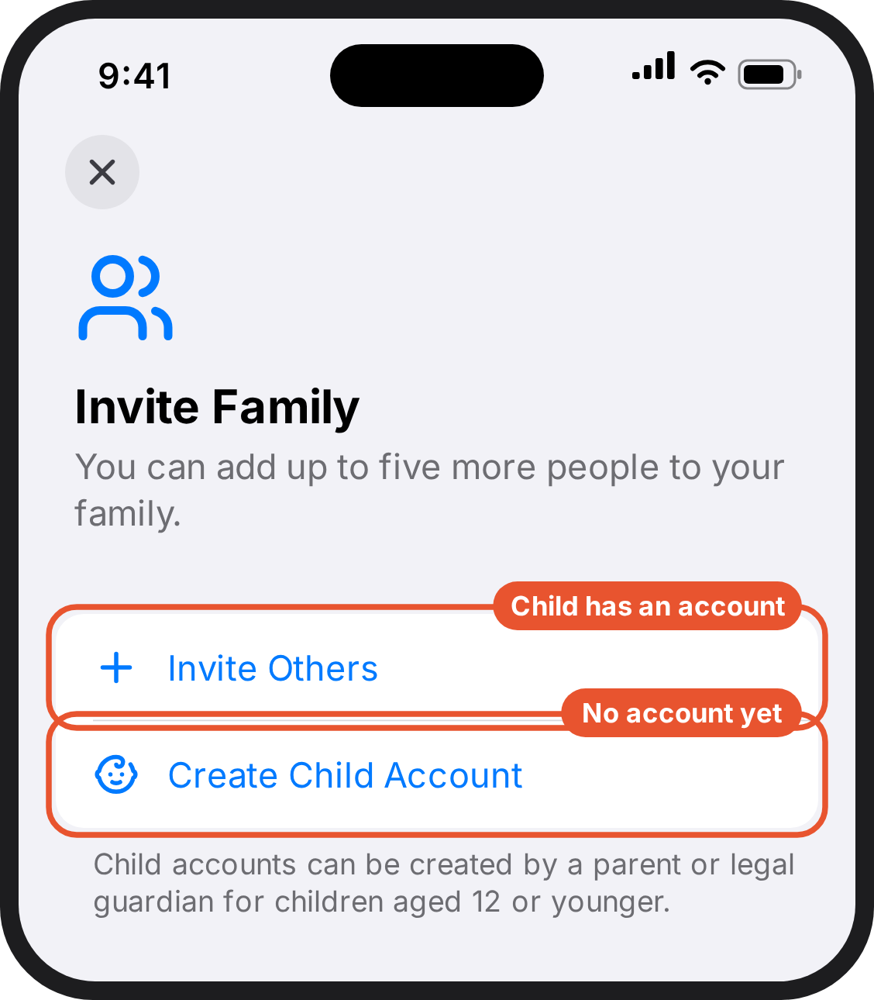 9:41
Invite Family
You can add up to five more people to your
family.
Child has an account
Invite Others
No account yet
Create Child Account
Child accounts can be created by a parent or legal
guardian for children aged 12 or younger.